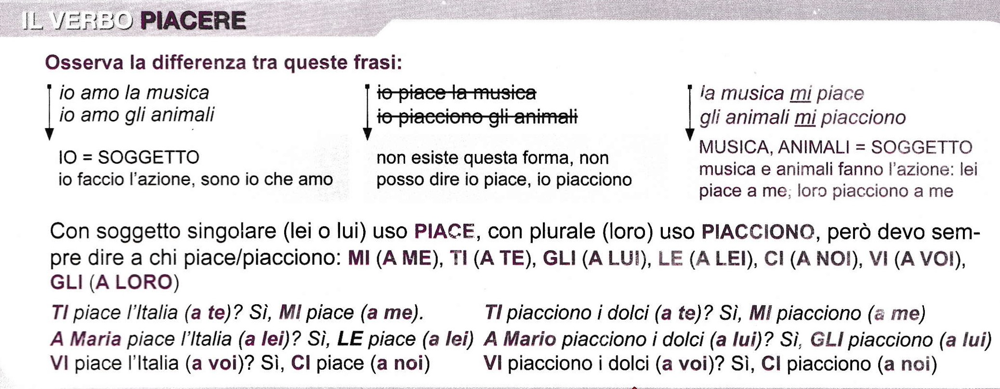 IL VERBO PIACERE
Osserva la differenza tra queste frasi:
io amo la musica
io amo gli animali
IO = SOGGETTO
io faccio l'azione, sono io che amo
io piace la musica
io piacciono gli animali
non esiste questa forma, non
posso dire io piace, io piacciono
la musica mi piace
gli animali mi piacciono
MUSICA, ANIMALI = SOGGETTO
musica e animali fanno l'azione: lei
piace a me; loro piacciono a me
Con soggetto singolare (lei o lui) uso PIACE, con plurale (loro) uso PIACCIONO, però devo sem-
pre dire a chi piace/piacciono: MI (A ME), TI (A TE), GLI (A LUI), LE (A LEI), CI (A NOI), VI (A VOI),
GLI (A LORO)
TI piace l'Italia (a te)? Sì, MI piace (a me).
A Maria piace l'Italia (a lei)? Sì, LE piace (a lei)
VI piace l'Italia (a voi)? Sì, CI piace (a noi)
TI piacciono i dolci (a te)? Sì, MI piacciono (a me)
A Mario piacciono i dolci (a lui)? Sì, GLI piacciono (a lui)
VI piacciono i dolci (a voi)? Sì, CI piacciono (a noi)